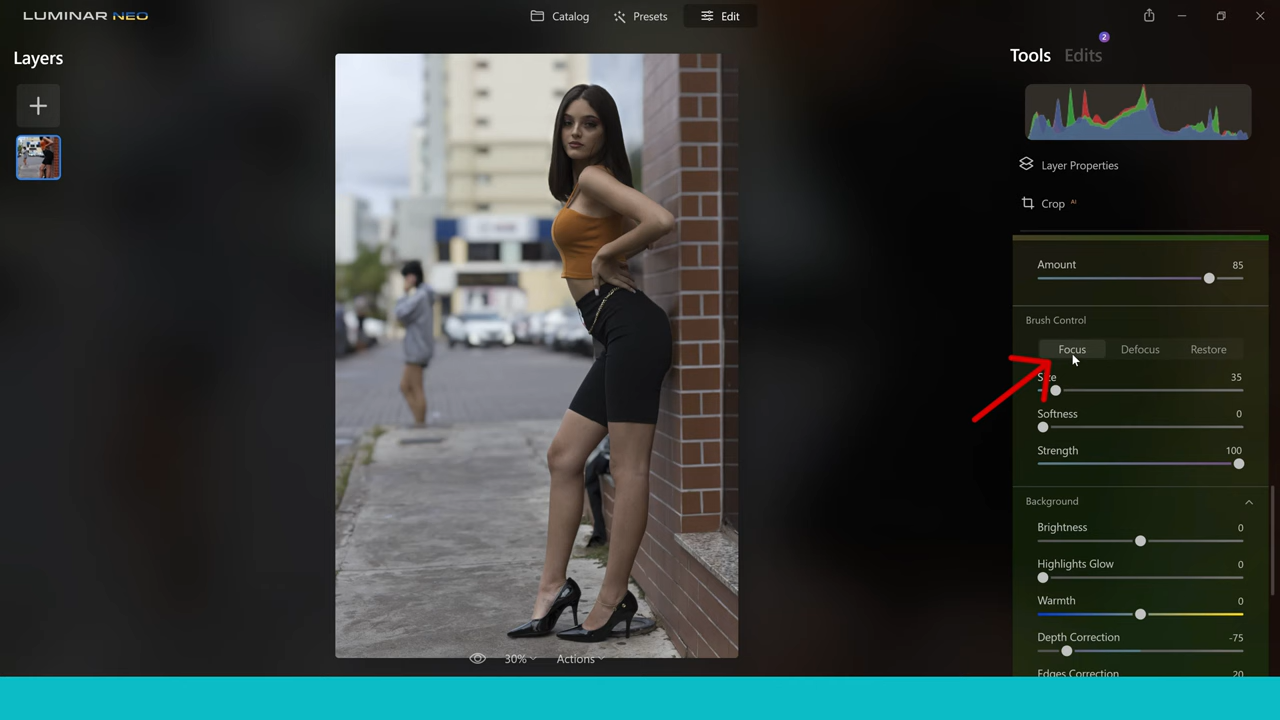 LUMINAR NEO
Catalog
Presets
Edit
Layers
2
Tools
Edits
Layer Properties
Crop AI
Amount 85
Brush Control
Focus
Defocus
Restore
Size 35
Softness 0
Strength 100
Background
Brightness 0
Highlights Glow 0
Warmth 0
Depth Correction -75
Edges Correction 20
30%
Actions